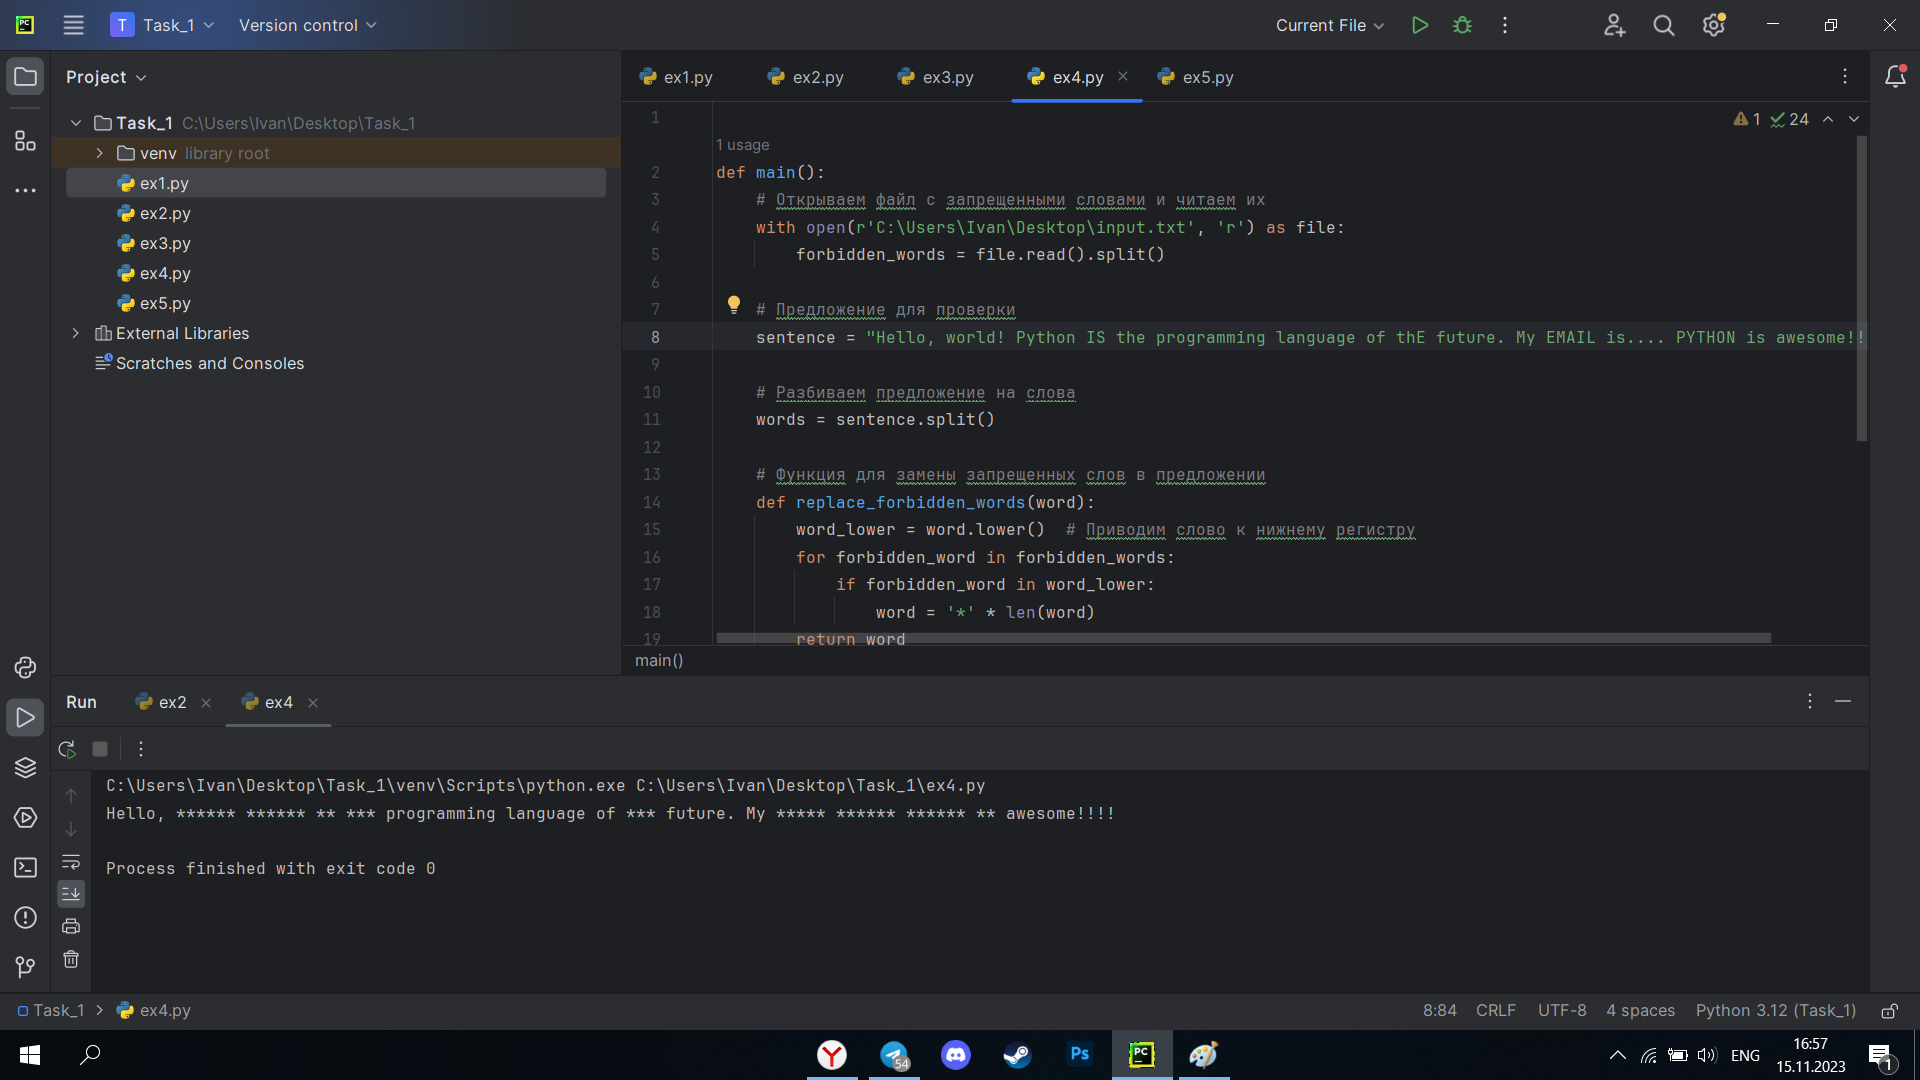 PC
T Task_1 Version control Current File
Project
ex1.py ex2.py ex3.py ex4.py ex5.py
Task_1 C:\Users\Ivan\Desktop\Task_1
venv library root
ex1.py
ex2.py
ex3.py
ex4.py
ex5.py
External Libraries
Scratches and Consoles
1 24
1
1 usage
2 def main():
3 # Открываем файл с запрещенными словами и читаем их
4 with open(r'C:\Users\Ivan\Desktop\input.txt', 'r') as file:
5 forbidden_words = file.read().split()
6
7 # Предложение для проверки
8 sentence = "Hello, world! Python IS the programming language of thE future. My EMAIL is.... PYTHON is awesome!!
9
10 # Разбиваем предложение на слова
11 words = sentence.split()
12
13 # Функция для замены запрещенных слов в предложении
14 def replace_forbidden_words(word):
15 word_lower = word.lower() # Приводим слово к нижнему регистру
16 for forbidden_word in forbidden_words:
17 if forbidden_word in word_lower:
18 word = '*' * len(word)
19 return word
main()
Run ex2 ex4
C:\Users\Ivan\Desktop\Task_1\venv\Scripts\python.exe C:\Users\Ivan\Desktop\Task_1\ex4.py
Hello, ****** ****** ** *** programming language of *** future. My ***** ****** ****** ** awesome!!!!
Process finished with exit code 0
Task_1 ex4.py 8:84 CRLF UTF-8 4 spaces Python 3.12 (Task_1)
54 Ps PC ENG 16:57
15.11.2023 1